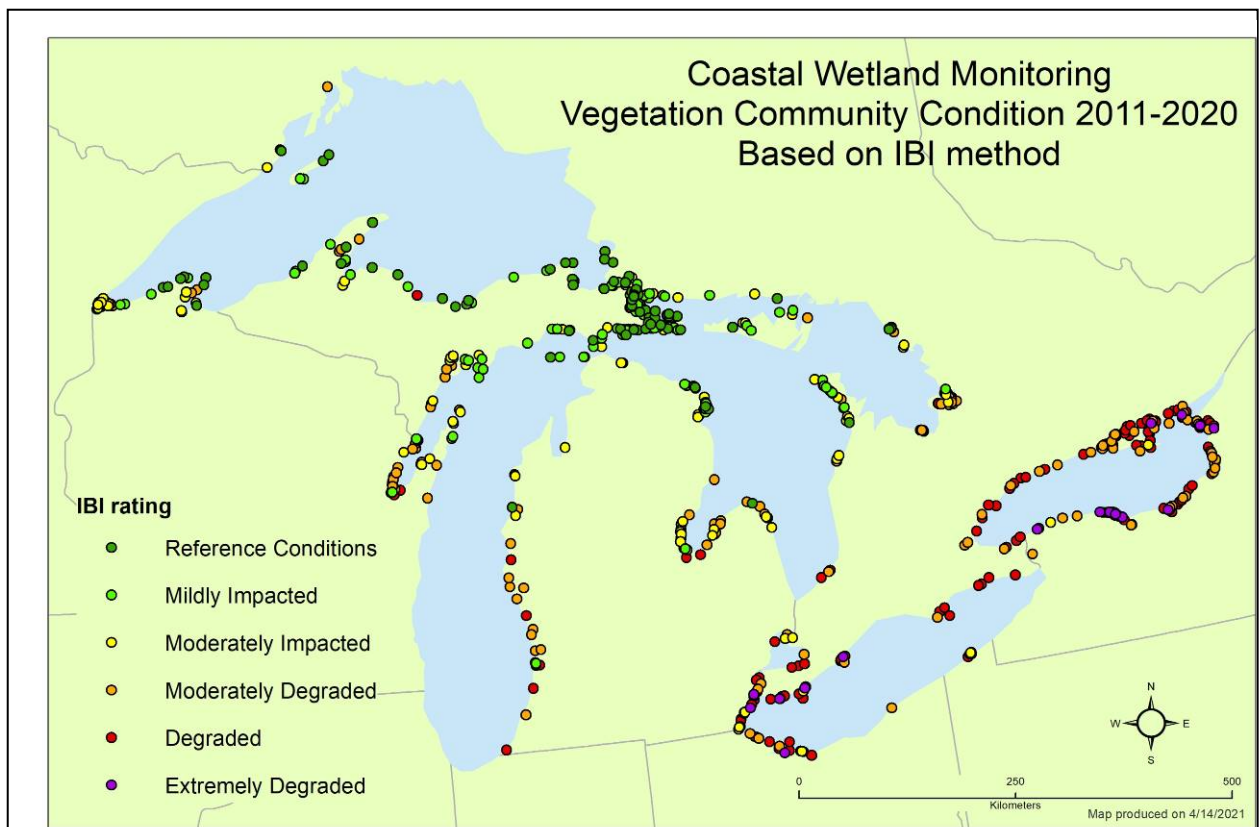 Coastal Wetland Monitoring
Vegetation Community Condition 2011-2020
Based on IBI method
IBI rating
Reference Conditions
Mildly Impacted
Moderately Impacted
Moderately Degraded
Degraded
Extremely Degraded
N
W E
S
0 250 500
Kilometers
Map produced on 4/14/2021